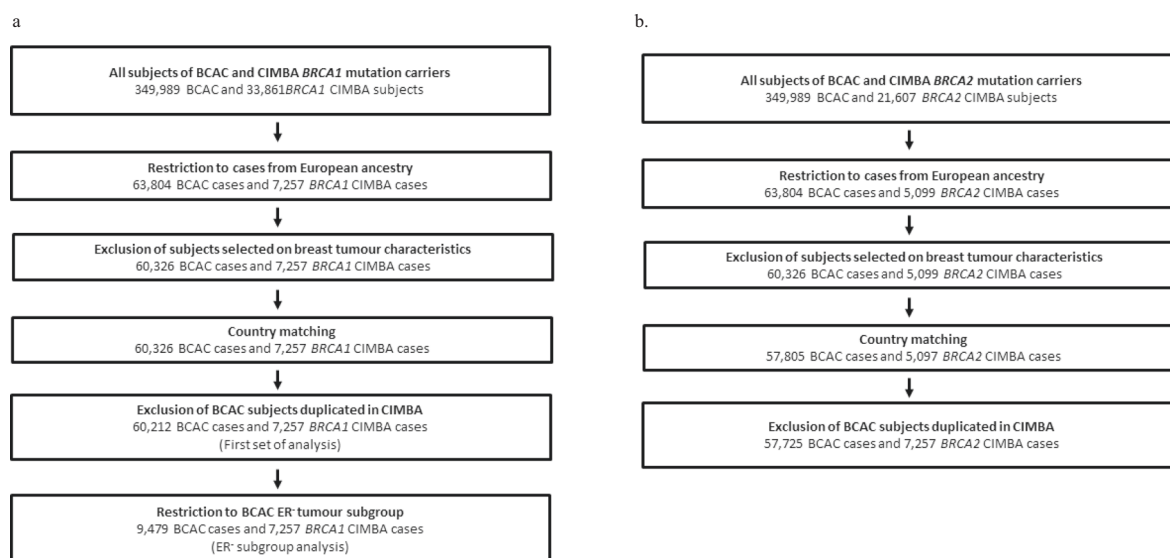 a
All subjects of BCAC and CIMBA BRCA1 mutation carriers
349,989 BCAC and 33,861BRCA1 CIMBA subjects
Restriction to cases from European ancestry
63,804 BCAC cases and 7,257 BRCA1 CIMBA cases
Exclusion of subjects selected on breast tumour characteristics
60,326 BCAC cases and 7,257 BRCA1 CIMBA cases
Country matching
60,326 BCAC cases and 7,257 BRCA1 CIMBA cases
Exclusion of BCAC subjects duplicated in CIMBA
60,212 BCAC cases and 7,257 BRCA1 CIMBA cases
(First set of analysis)
Restriction to BCAC ER- tumour subgroup
9,479 BCAC cases and 7,257 BRCA1 CIMBA cases
(ER- subgroup analysis)
b.
All subjects of BCAC and CIMBA BRCA2 mutation carriers
349,989 BCAC and 21,607 BRCA2 CIMBA subjects
Restriction to cases from European ancestry
63,804 BCAC cases and 5,099 BRCA2 CIMBA cases
Exclusion of subjects selected on breast tumour characteristics
60,326 BCAC cases and 5,099 BRCA2 CIMBA cases
Country matching
57,805 BCAC cases and 5,097 BRCA2 CIMBA cases
Exclusion of BCAC subjects duplicated in CIMBA
57,725 BCAC cases and 7,257 BRCA2 CIMBA cases